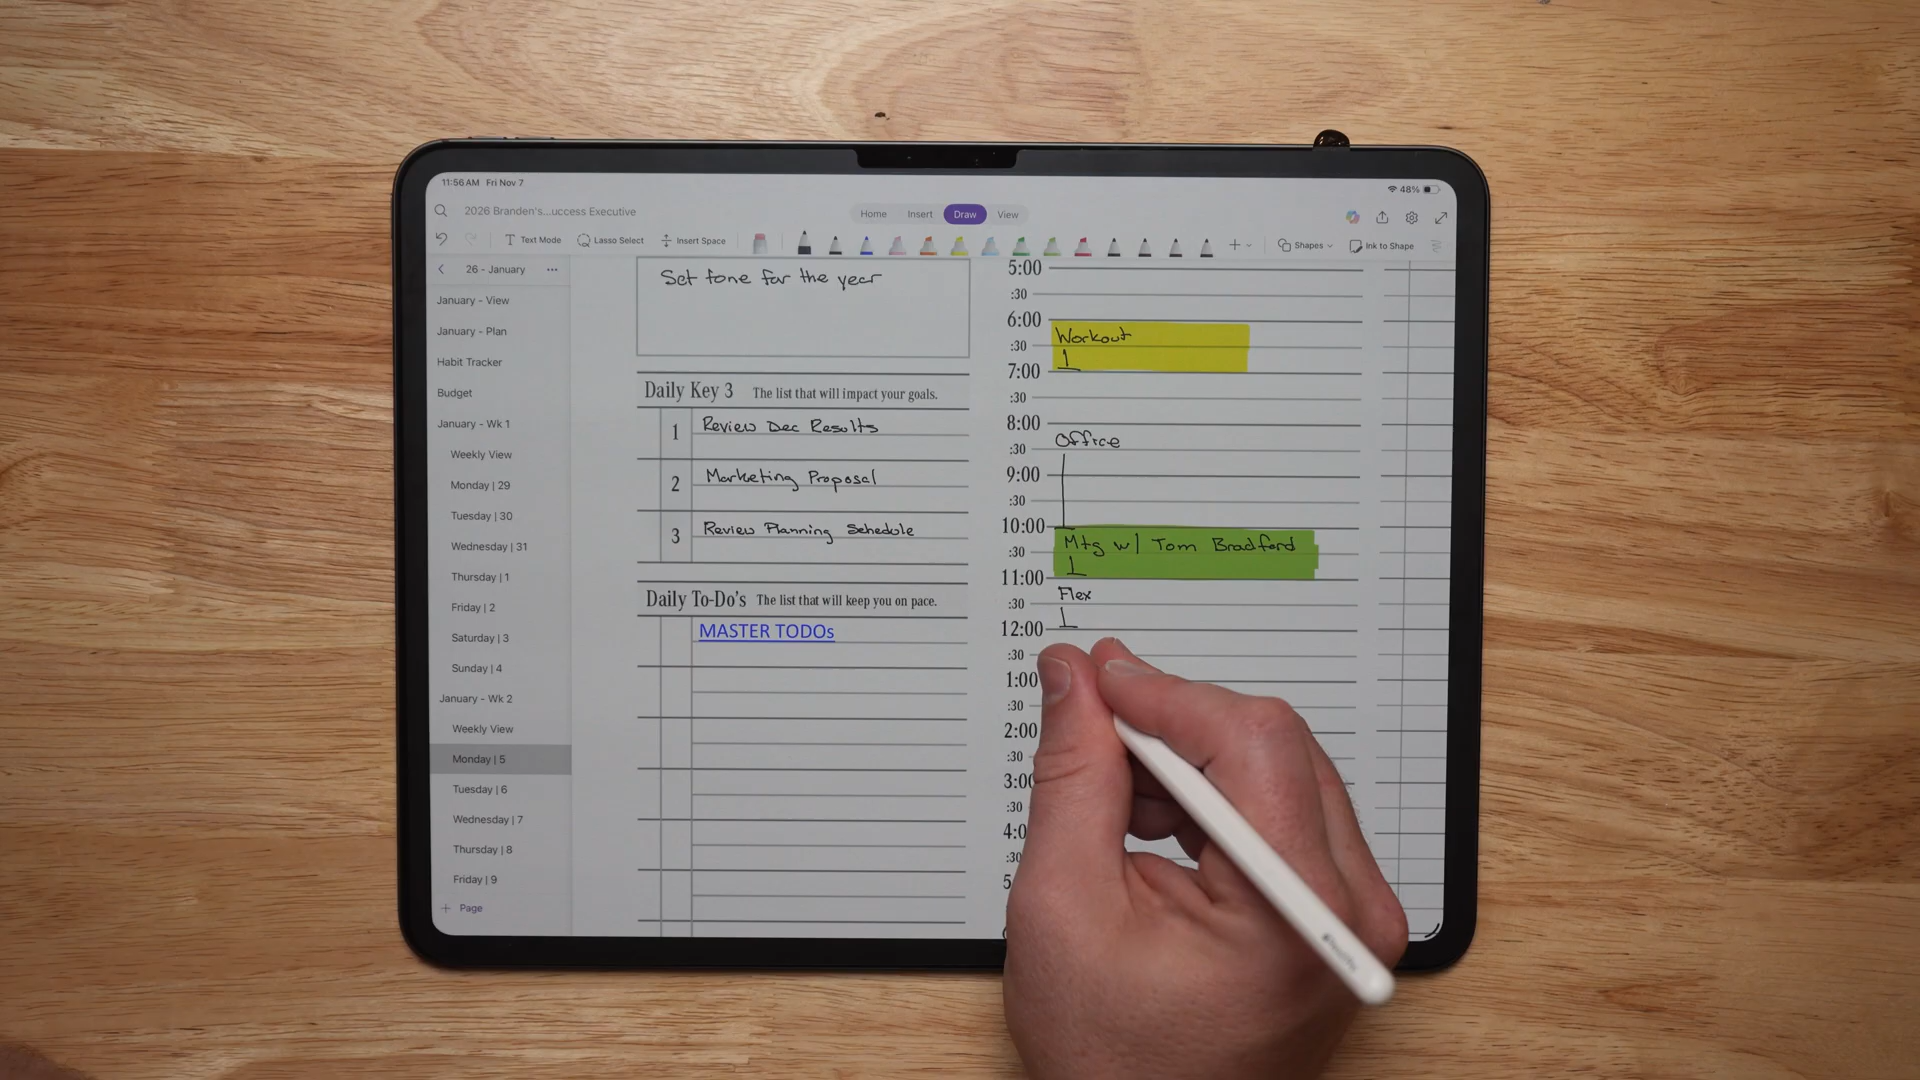 11:56 AM Fri Nov 7
48%
2026 Branden's...uccess Executive
Home Insert Draw View
Text Mode Lasso Select Insert Space
Shapes Ink to Shape
26 - January
January - View
January - Plan
Habit Tracker
Budget
January - Wk 1
Weekly View
Monday | 29
Tuesday | 30
Wednesday | 31
Thursday | 1
Friday | 2
Saturday | 3
Sunday | 4
January - Wk 2
Weekly View
Monday | 5
Tuesday | 6
Wednesday | 7
Thursday | 8
Friday | 9
+ Page
Set tone for the year
Daily Key 3 The list that will impact your goals.
1 Review Dec Results
2 Marketing Proposal
3 Review Planning Schedule
Daily To-Do's The list that will keep you on pace.
MASTER TODOs
5:00
:30
6:00
Workout
:30
7:00
:30
8:00
Office
:30
9:00
:30
10:00
Mtg w/ Tom Bradford
:30
11:00
Flex
:30
12:00
:30
1:00
:30
2:00
:30
3:00
:30
4:0
:30
5